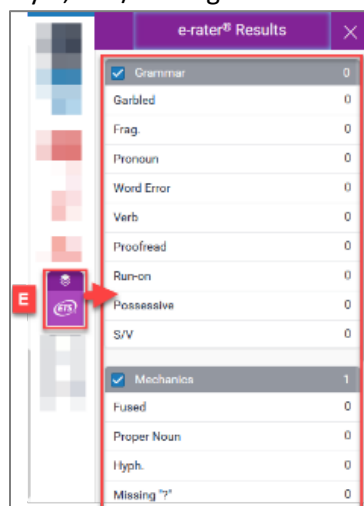 e-rater® Results
Grammar 0
Garbled 0
Frag. 0
Pronoun 0
Word Error 0
Verb 0
Proofread 0
Run-on 0
E
ETS
Possessive 0
S/V 0
Mechanics 1
Fused 0
Proper Noun 0
Hyph. 0
Missing "?" 0